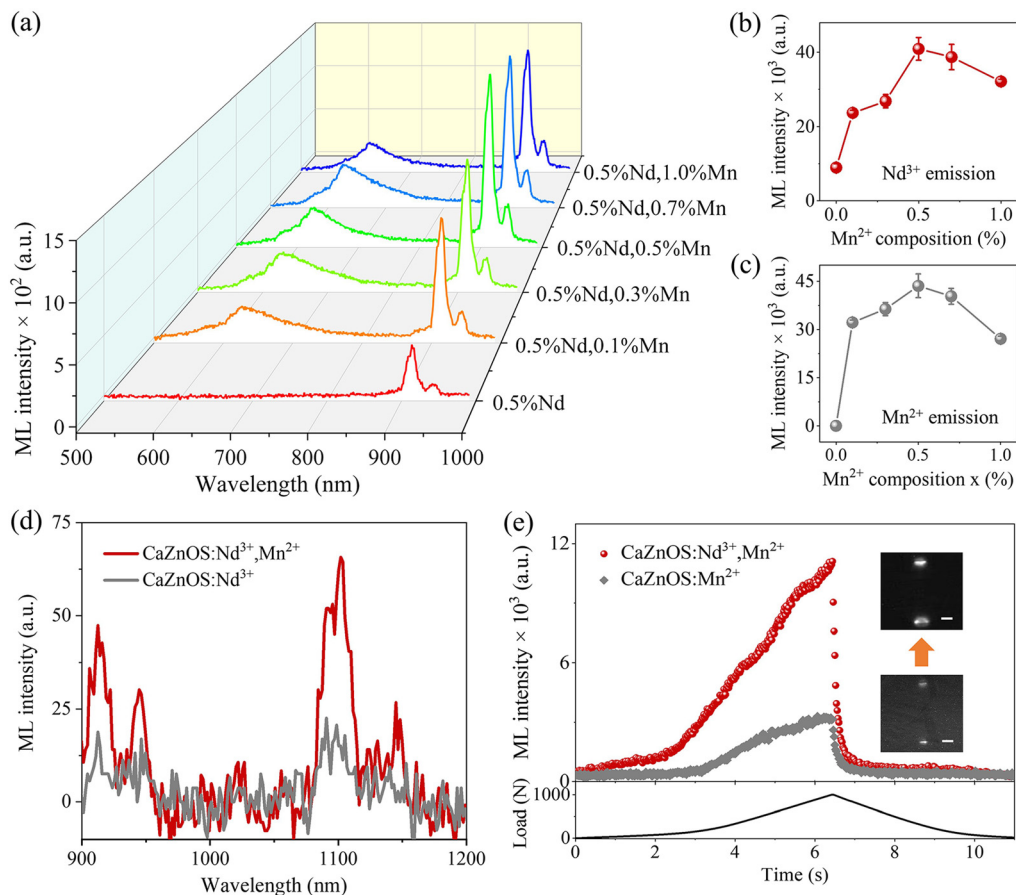 (a)
ML intensity × 10² (a.u.)
15
10
5
0
500
600
700
800
900
1000
Wavelength (nm)
0.5%Nd,1.0%Mn
0.5%Nd,0.7%Mn
0.5%Nd,0.5%Mn
0.5%Nd,0.3%Mn
0.5%Nd,0.1%Mn
0.5%Nd
(b)
ML intensity × 10³ (a.u.)
40
20
0
Nd³⁺ emission
0.0
0.5
1.0
Mn²⁺ composition (%)
(c)
ML intensity × 10³ (a.u.)
45
30
15
0
Mn²⁺ emission
0.0
0.5
1.0
Mn²⁺ composition x (%)
(d)
ML intensity (a.u.)
75
50
25
0
CaZnOS:Nd³⁺,Mn²⁺
CaZnOS:Nd³⁺
900
1000
1100
1200
Wavelength (nm)
(e)
ML intensity × 10³ (a.u.)
12
6
0
CaZnOS:Nd³⁺,Mn²⁺
CaZnOS:Mn²⁺
Load (N)
1000
0
0
2
4
6
8
10
Time (s)